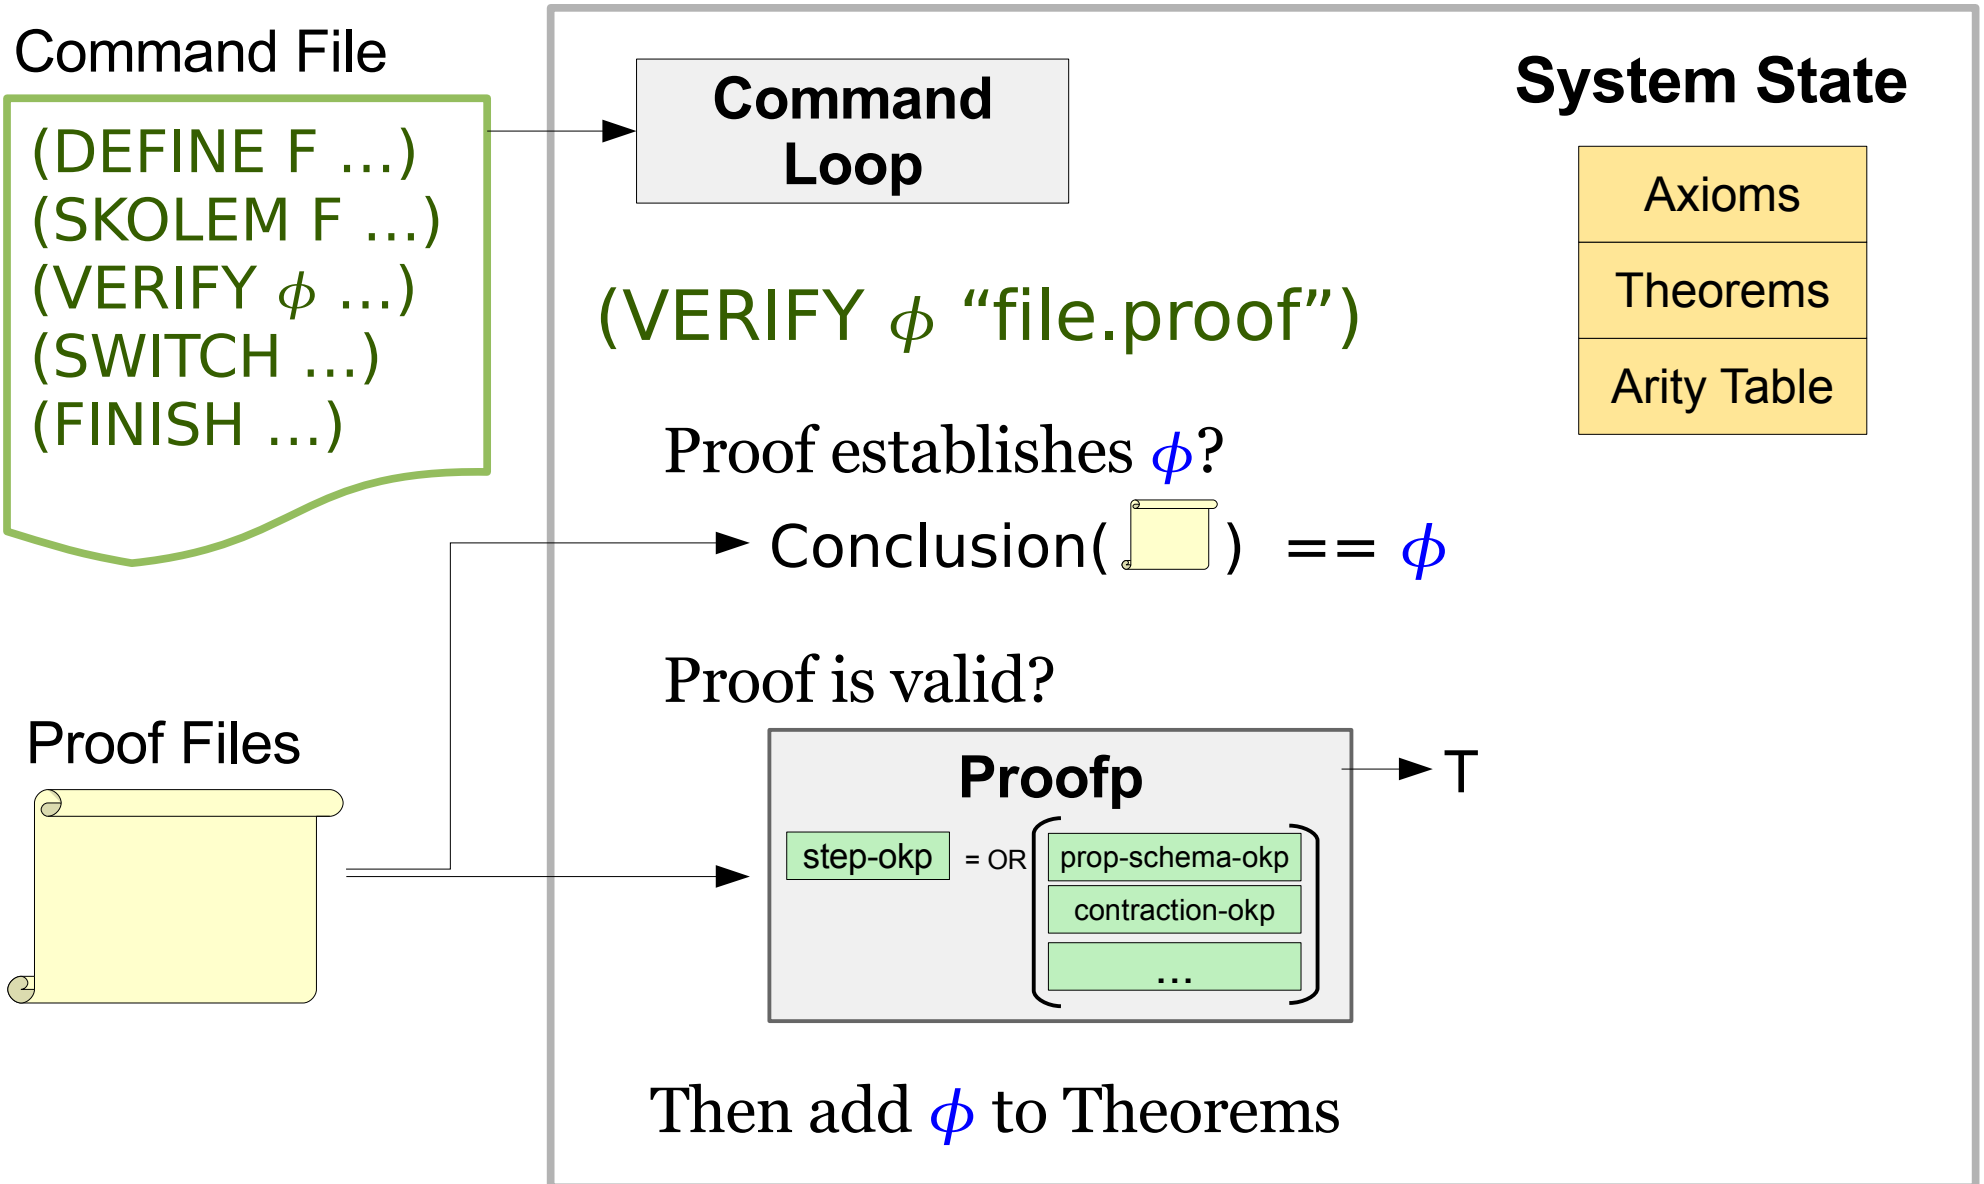 Command File
(DEFINE F …)
(SKOLEM F …)
(VERIFY ϕ …)
(SWITCH …)
(FINISH …)
Command
Loop
System State
Axioms
Theorems
Arity Table
(VERIFY ϕ “file.proof”)
Proof establishes ϕ?
Conclusion( ) == ϕ
Proof is valid?
Proof Files
Proofp
T
step-okp = OR
prop-schema-okp
contraction-okp
...
Then add ϕ to Theorems